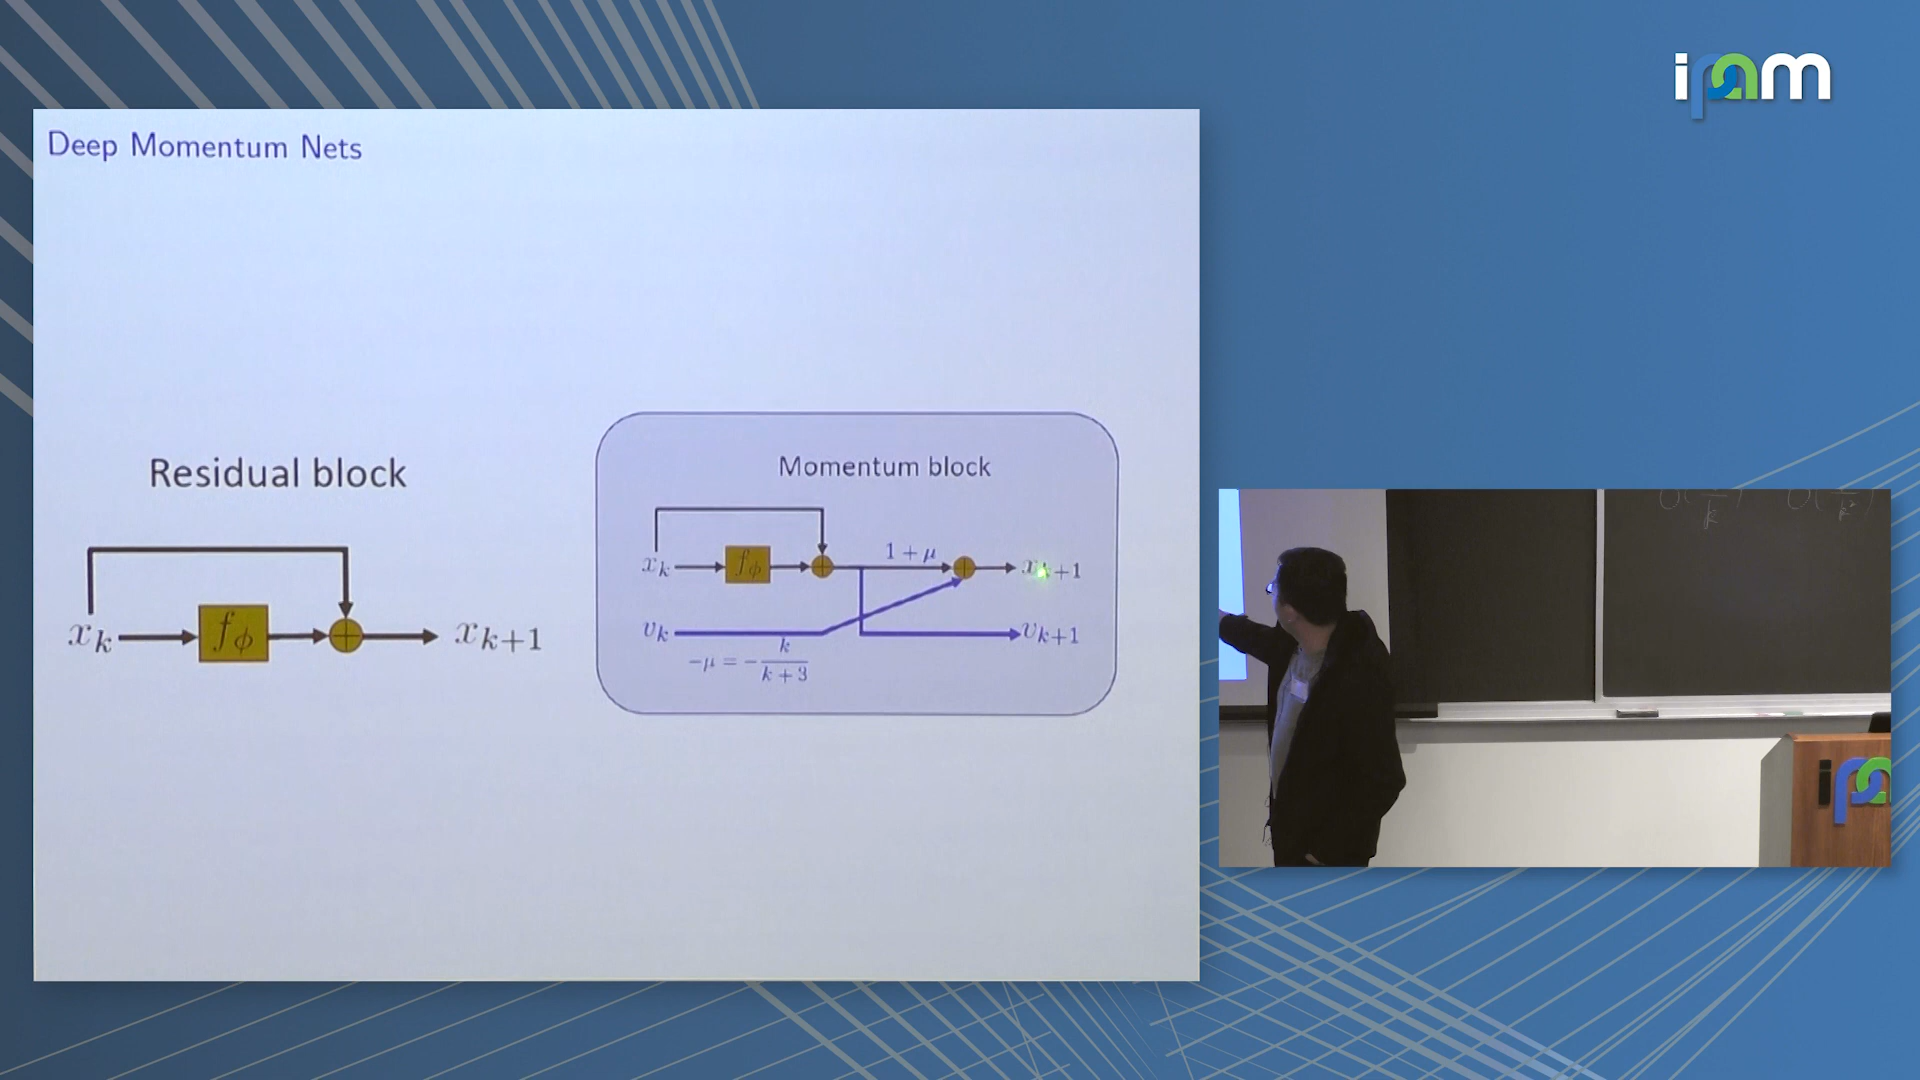 ipam
Deep Momentum Nets
Residual block
x_k f_ϕ + x_{k+1}
Momentum block
x_k f_ϕ + 1 + μ + x_{k+1}
v_k v_{k+1}
−μ = −\frac{k}{k + 3}